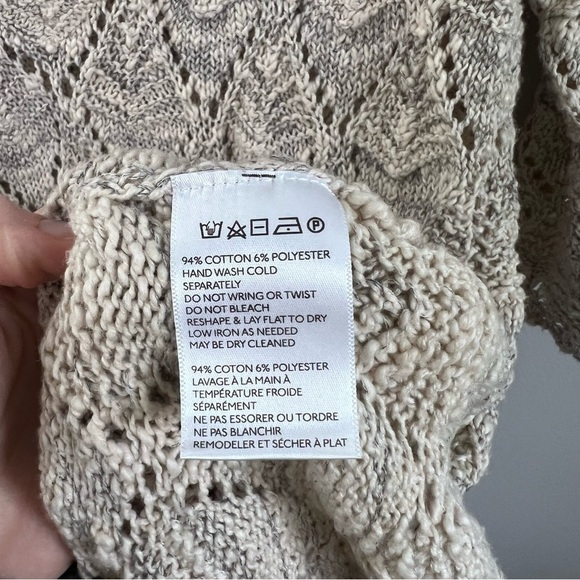 P
94% COTTON 6% POLYESTER
HAND WASH COLD
SEPARATELY
DO NOT WRING OR TWIST
DO NOT BLEACH
RESHAPE & LAY FLAT TO DRY
LOW IRON AS NEEDED
MAY BE DRY CLEANED
94% COTON 6% POLYESTER
LAVAGE À LA MAIN À
TEMPÉRATURE FROIDE
SÉPARÉMENT
NE PAS ESSORER OU TORDRE
NE PAS BLANCHIR
REMODELER ET SÉCHER À PLAT